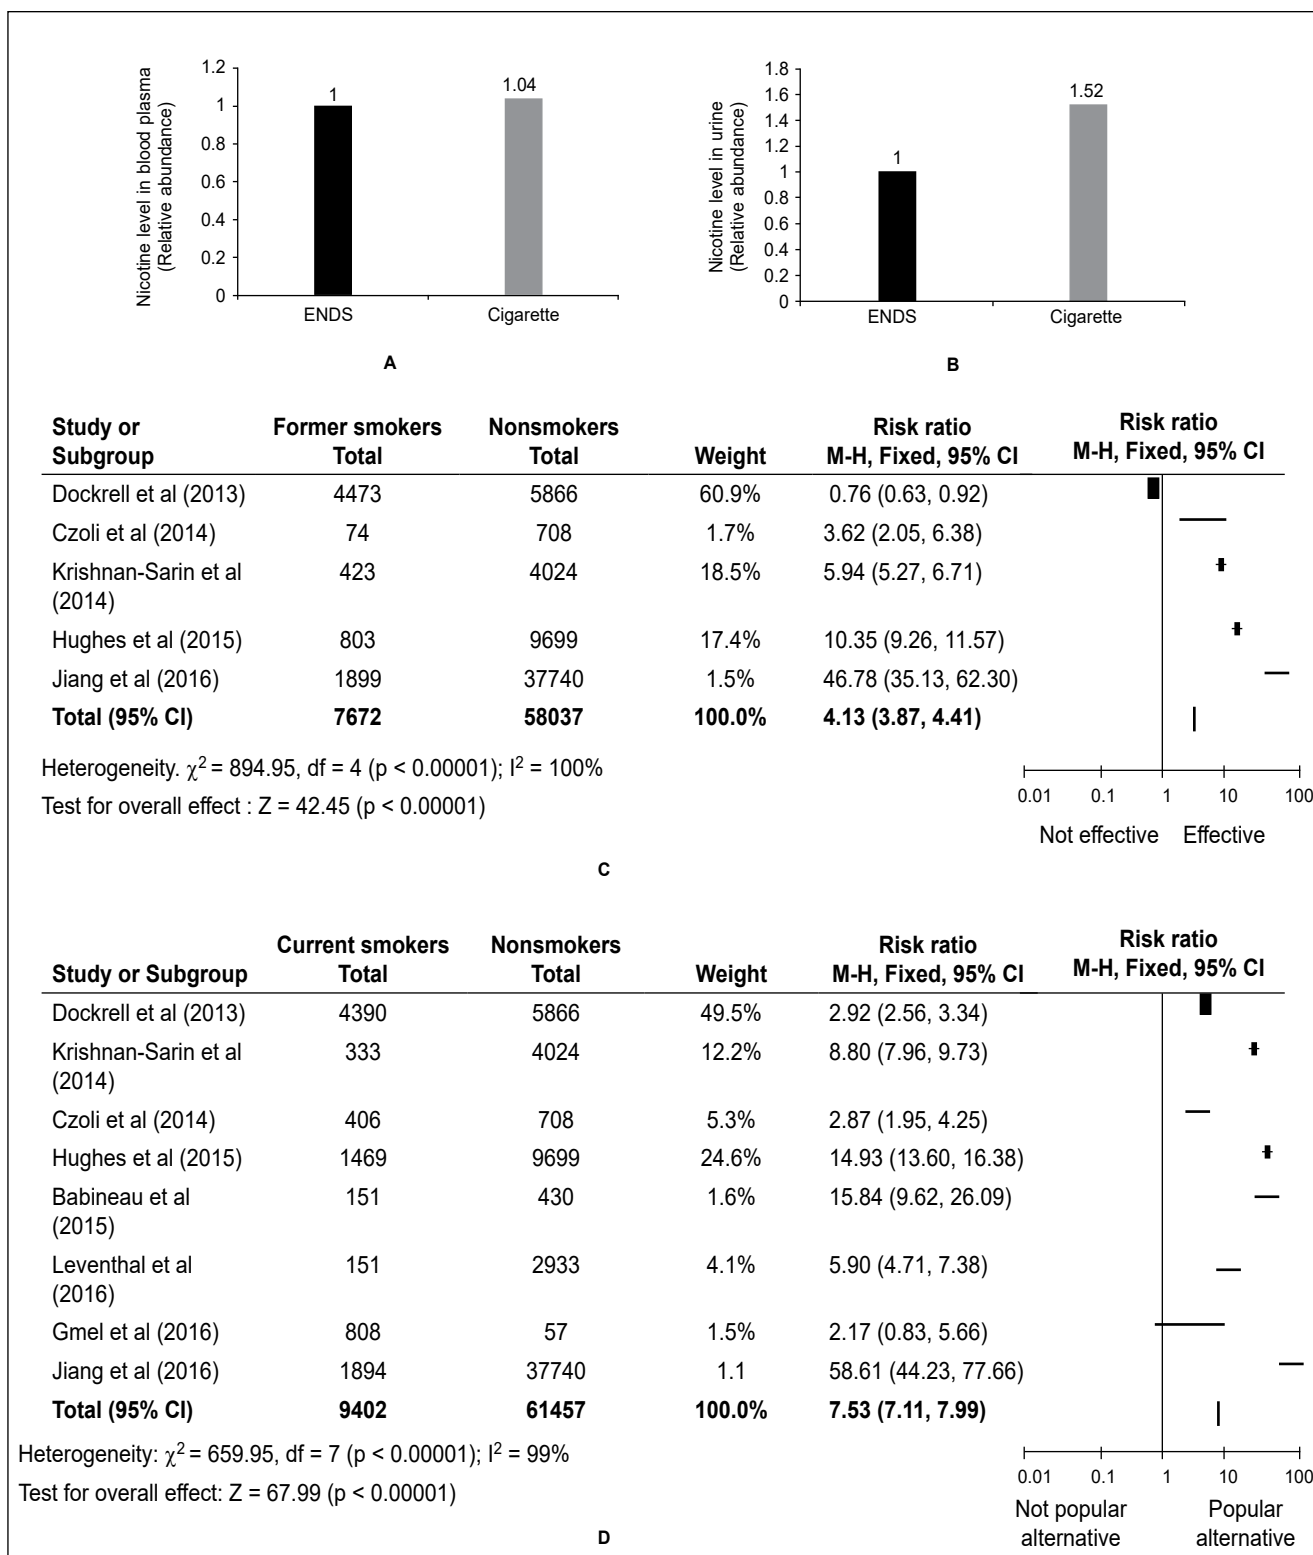 Nicotine level in blood plasma
(Relative abundance)
1.2
1
0.8
0.6
0.4
0.2
0
1
1.04
ENDS
Cigarette
A
Nicotine level in urine
(Relative abundance)
1.8
1.6
1.4
1.2
1
0.8
0.6
0.4
0.2
0
1
1.52
ENDS
Cigarette
B
Study or Subgroup Former smokers Total Nonsmokers Total Weight Risk ratio M-H, Fixed, 95% CI Risk ratio M-H, Fixed, 95% CI
Dockrell et al (2013) 4473 5866 60.9% 0.76 (0.63, 0.92)
Czoli et al (2014) 74 708 1.7% 3.62 (2.05, 6.38)
Krishnan-Sarin et al (2014) 423 4024 18.5% 5.94 (5.27, 6.71)
Hughes et al (2015) 803 9699 17.4% 10.35 (9.26, 11.57)
Jiang et al (2016) 1899 37740 1.5% 46.78 (35.13, 62.30)
Total (95% CI) 7672 58037 100.0% 4.13 (3.87, 4.41)
Heterogeneity. χ² = 894.95, df = 4 (p < 0.00001); I² = 100%
Test for overall effect : Z = 42.45 (p < 0.00001)
0.01 0.1 1 10 100
Not effective Effective
C
Study or Subgroup Current smokers Total Nonsmokers Total Weight Risk ratio M-H, Fixed, 95% CI Risk ratio M-H, Fixed, 95% CI
Dockrell et al (2013) 4390 5866 49.5% 2.92 (2.56, 3.34)
Krishnan-Sarin et al (2014) 333 4024 12.2% 8.80 (7.96, 9.73)
Czoli et al (2014) 406 708 5.3% 2.87 (1.95, 4.25)
Hughes et al (2015) 1469 9699 24.6% 14.93 (13.60, 16.38)
Babineau et al (2015) 151 430 1.6% 15.84 (9.62, 26.09)
Leventhal et al (2016) 151 2933 4.1% 5.90 (4.71, 7.38)
Gmel et al (2016) 808 57 1.5% 2.17 (0.83, 5.66)
Jiang et al (2016) 1894 37740 1.1 58.61 (44.23, 77.66)
Total (95% CI) 9402 61457 100.0% 7.53 (7.11, 7.99)
Heterogeneity: χ² = 659.95, df = 7 (p < 0.00001); I² = 99%
Test for overall effect: Z = 67.99 (p < 0.00001)
0.01 0.1 1 10 100
Not popular alternative Popular alternative
D